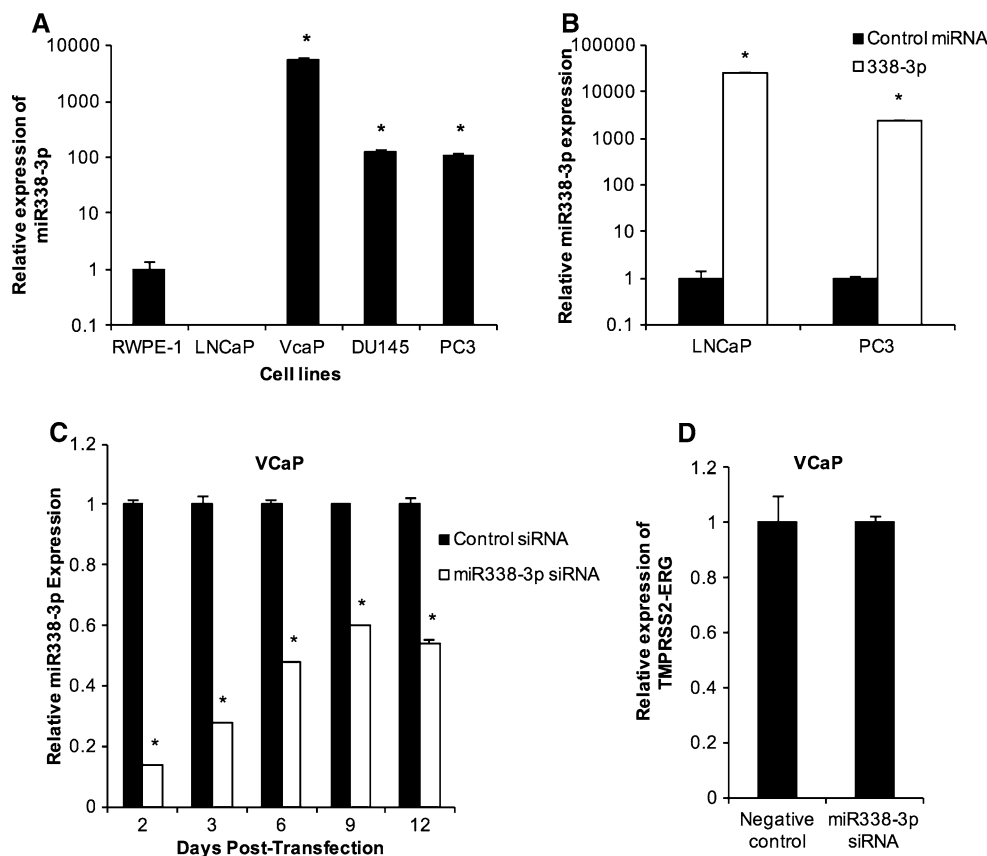 A
Relative expression of
miR338-3p
10000
1000
100
10
1
0.1
*
*
*
RWPE-1 LNCaP VcaP DU145 PC3
Cell lines
B
Relative miR338-3p expression
100000
10000
1000
100
10
1
0.1
*
*
Control miRNA
338-3p
LNCaP PC3
C
Relative miR338-3p Expression
1.2
1
0.8
0.6
0.4
0.2
0
VCaP
Control siRNA
miR338-3p siRNA
*
*
*
*
*
2 3 6 9 12
Days Post-Transfection
D
Relative expression of
TMPRSS2-ERG
1.2
1
0.8
0.6
0.4
0.2
0
VCaP
Negative miR338-3p
control siRNA